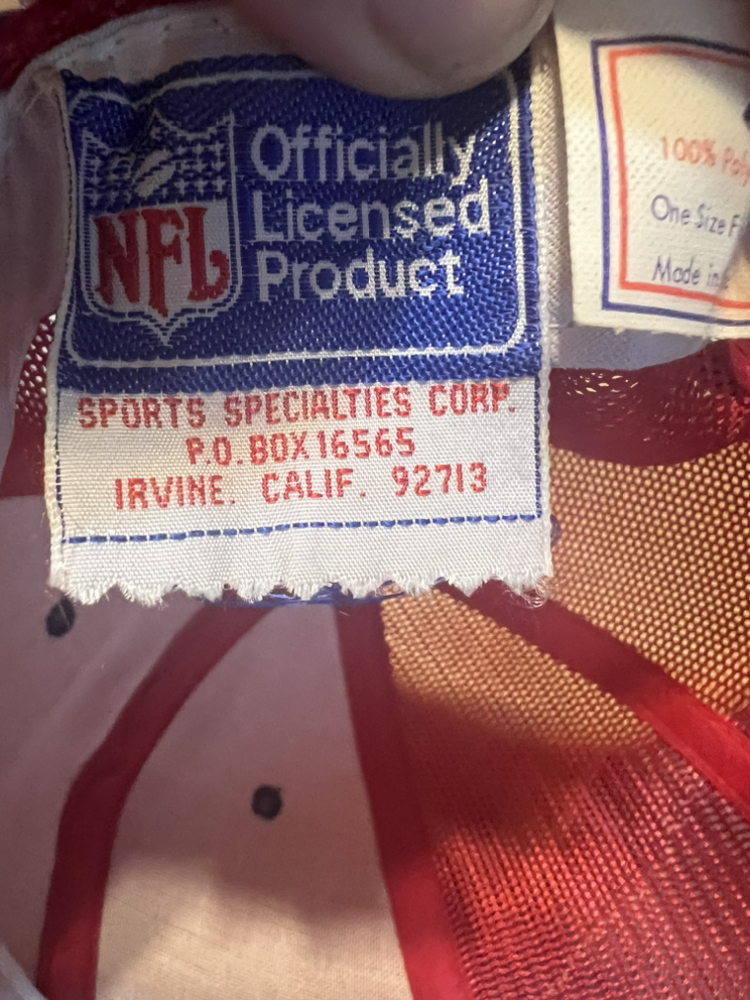 NFL
Officially
Licensed
Product
SPORTS SPECIALTIES CORP.
P.O. BOX 16565
IRVINE. CALIF. 92713
100%
One Size
Made in